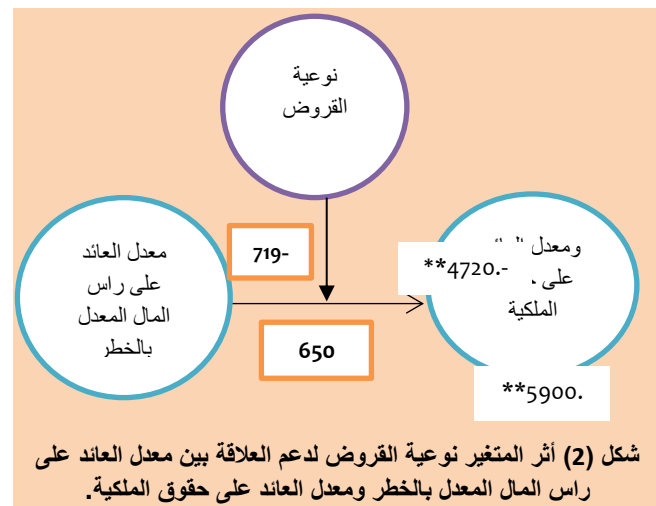 نوعية
القروض
معدل العائد
على راس
المال المعدل
بالخطر
719-
650
ومعدل
على
الملكية
**4720.-
**5900.
شكل (2) أثر المتغير نوعية القروض لدعم العلاقة بين معدل العائد على
راس المال المعدل بالخطر ومعدل العائد على حقوق الملكية.